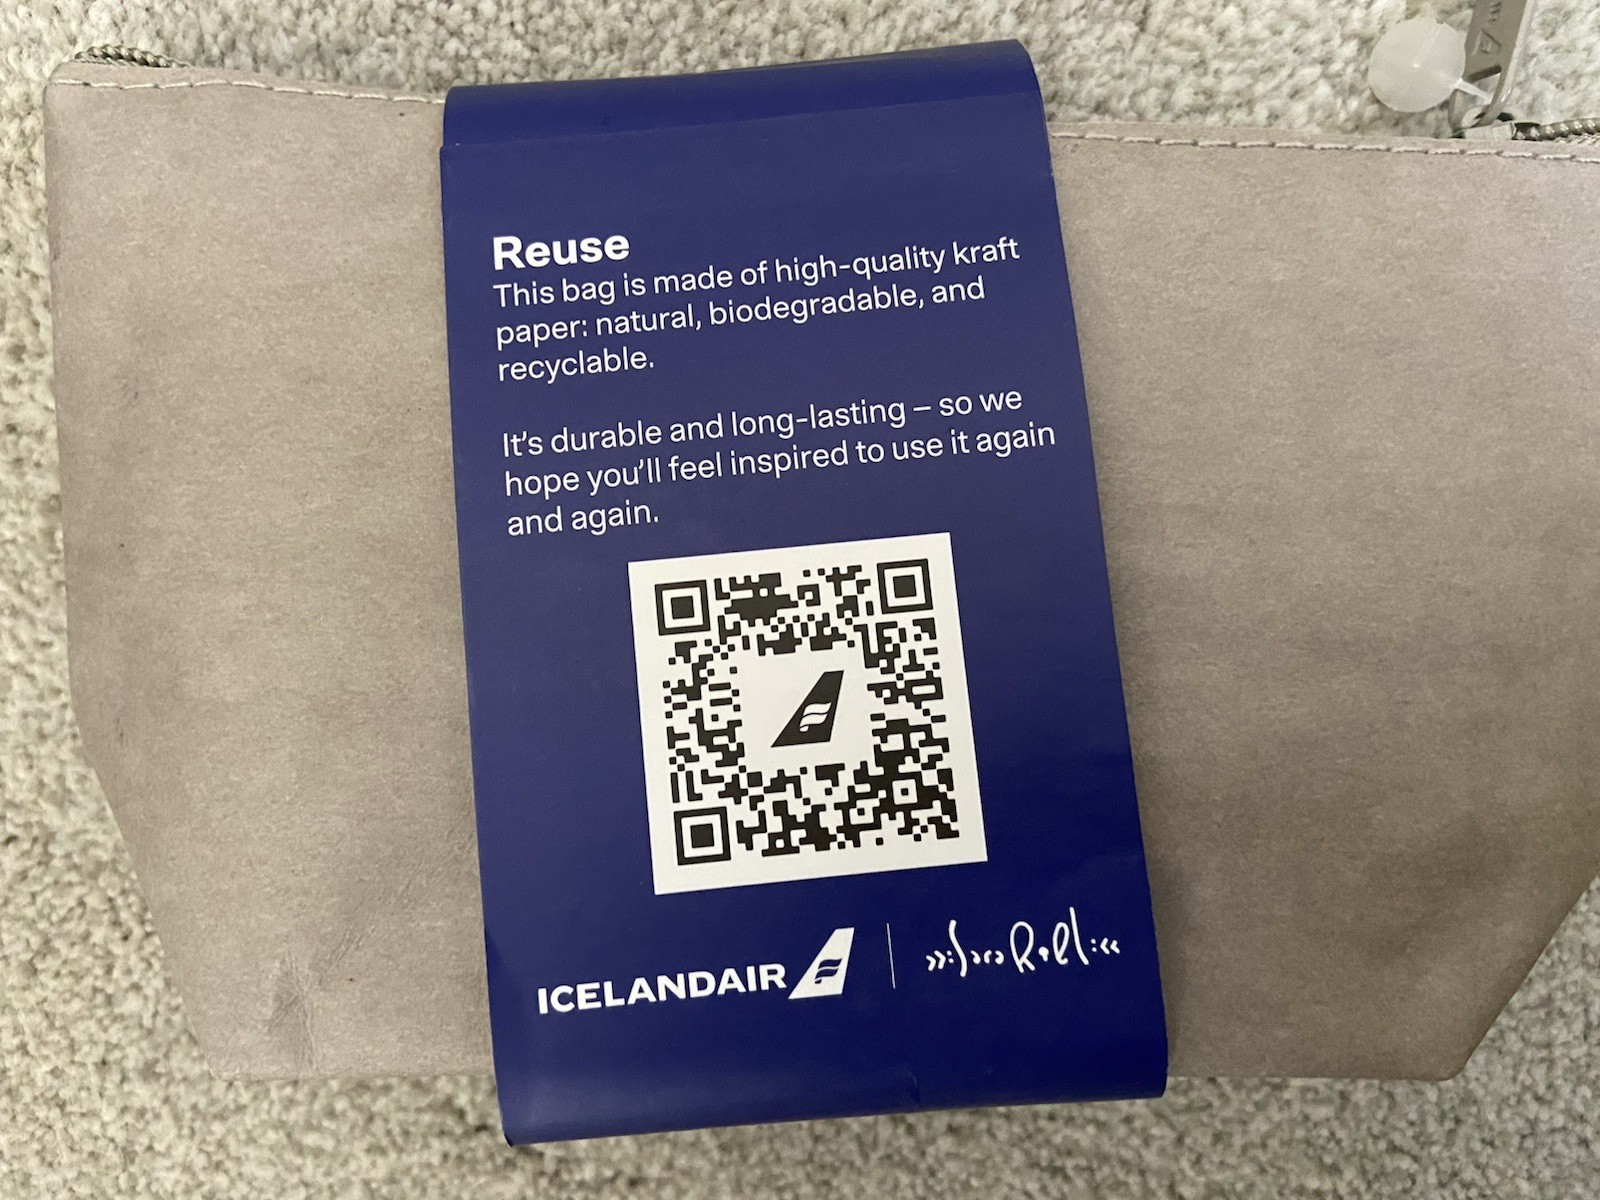 Reuse
This bag is made of high-quality kraft
paper: natural, biodegradable, and
recyclable.
It's durable and long-lasting – so we
hope you'll feel inspired to use it again
and again.
ICELANDAIR